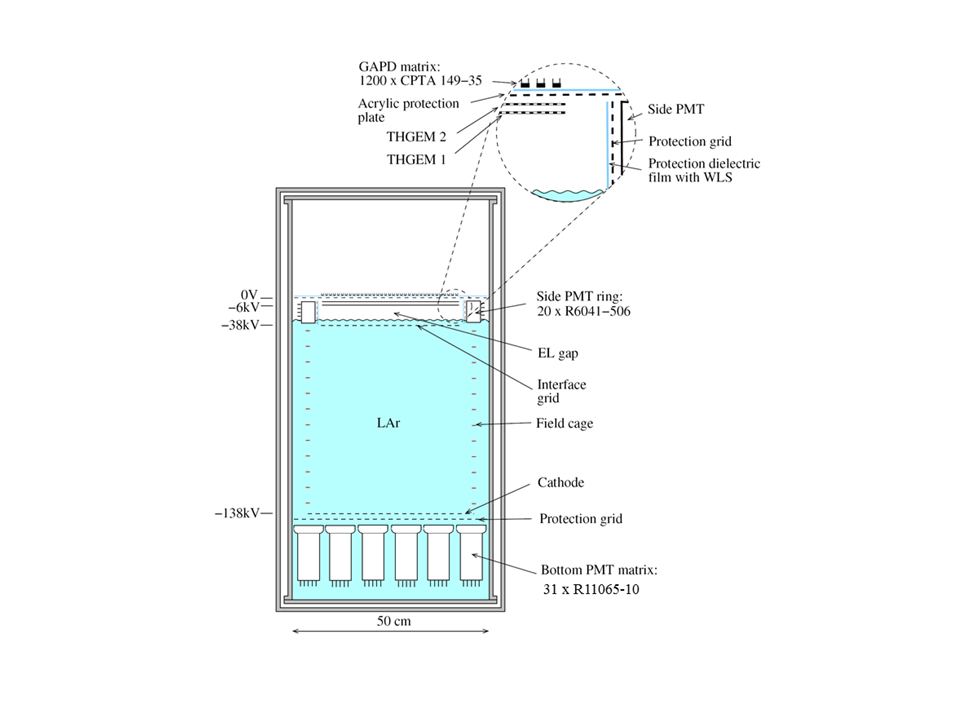 GAPD matrix:
1200 x CPTA 149−35
Acrylic protection
plate
THGEM 2
THGEM 1
Side PMT
Protection grid
Protection dielectric
film with WLS
0V
−6kV
−38kV
Side PMT ring:
20 x R6041−506
EL gap
Interface
grid
LAr
Field cage
Cathode
−138kV
Protection grid
Bottom PMT matrix:
31 x R11065-10
50 cm